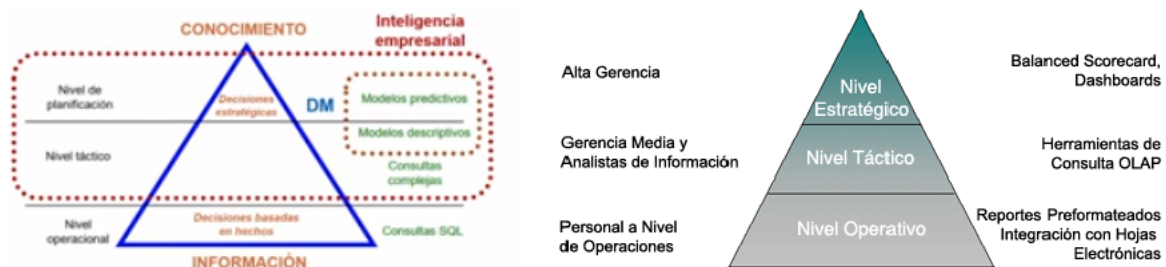 CONOCIMIENTO
Inteligencia
empresarial
Nivel de
planificación
Decisiones
estratégicas
DM
Modelos predictivos
Modelos descriptivos
Nivel táctico
Consultas
complejas
Nivel
operacional
Decisiones basadas
en hechos
Consultas SQL
INFORMACIÓN
Alta Gerencia
Nivel
Estratégico
Balanced Scorecard,
Dashboards
Gerencia Media y
Analistas de Información
Nivel Táctico
Herramientas de
Consulta OLAP
Personal a Nivel
de Operaciones
Nivel Operativo
Reportes Preformateados
Integración con Hojas
Electrónicas